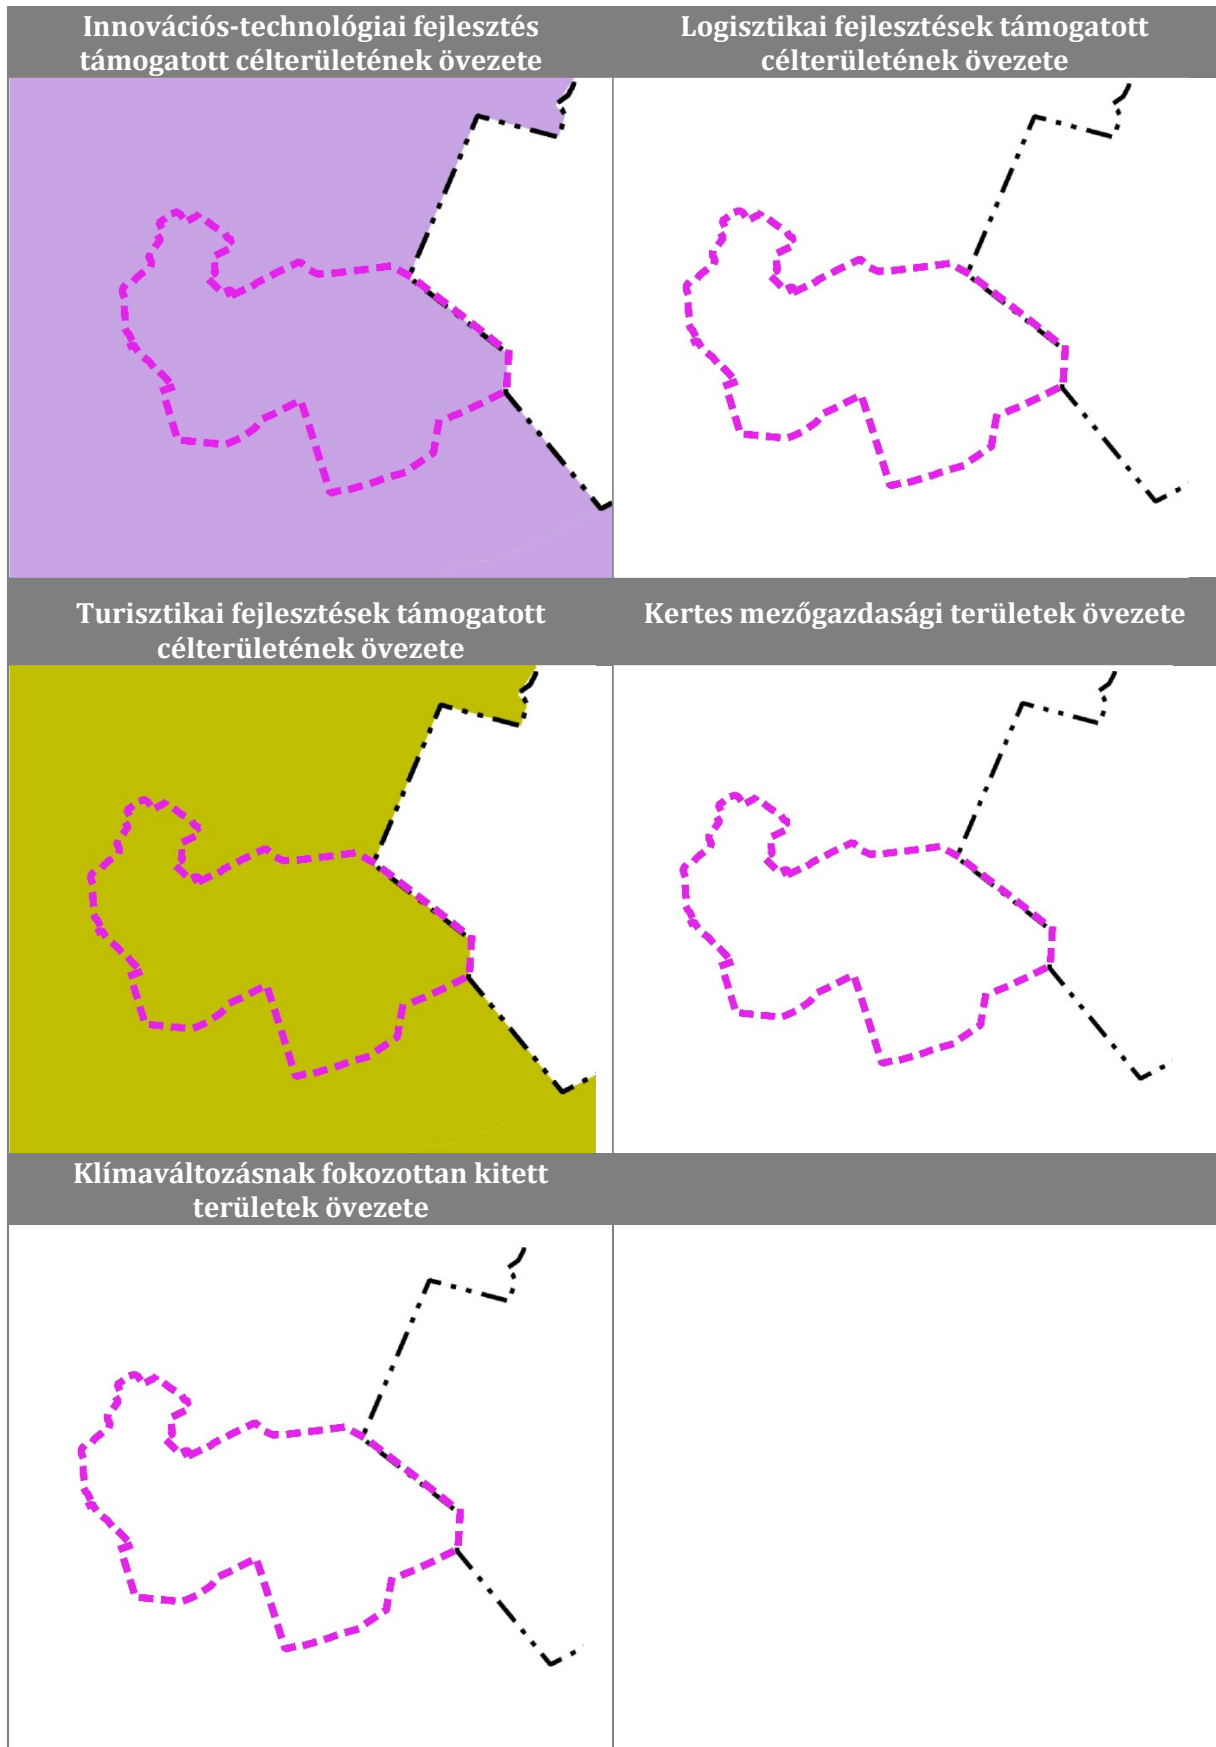 Innovációs-technológiai fejlesztés
támogatott célterületének övezete
Logisztikai fejlesztések támogatott
célterületének övezete
Turisztikai fejlesztések támogatott
célterületének övezete
Kertes mezőgazdasági területek övezete
Klímaváltozásnak fokozottan kitett
területek övezete